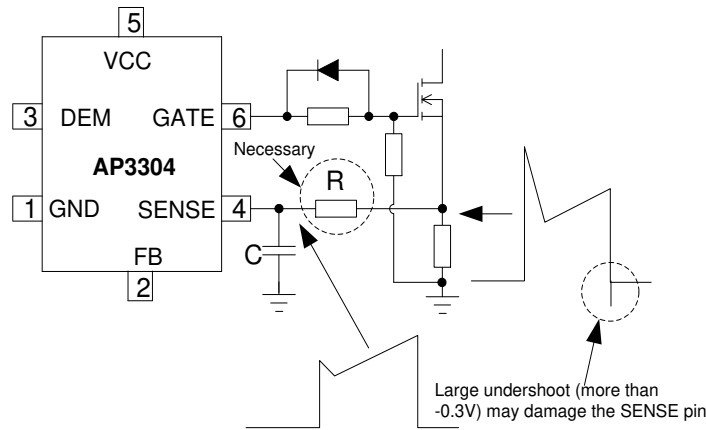 5
VCC
3 DEM GATE 6
Necessary
AP3304
R
1 GND SENSE 4
C
FB
2
Large undershoot (more than
-0.3V) may damage the SENSE pin